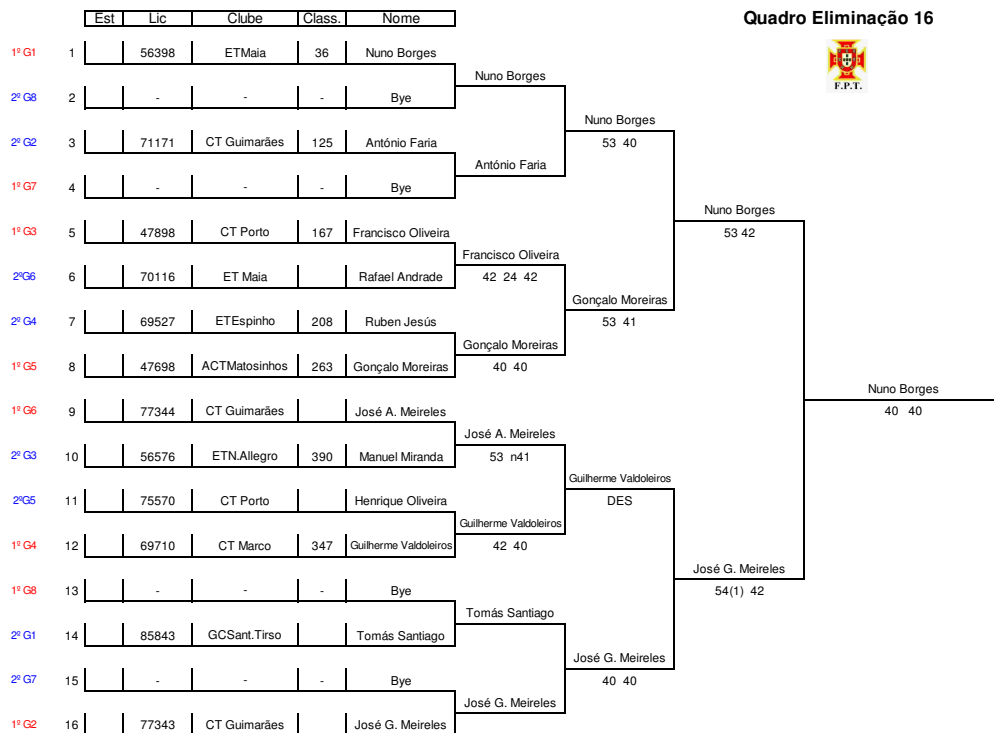 Est Lic Clube Class. Nome
Quadro Eliminação 16
F.P.T.
1º G1 1 56398 ETMaia 36 Nuno Borges
Nuno Borges
2º G8 2 - - - Bye
Nuno Borges
53 40
2º G2 3 71171 CT Guimarães 125 António Faria
António Faria
1º G7 4 - - - Bye
Nuno Borges
53 42
1º G3 5 47898 CT Porto 167 Francisco Oliveira
Francisco Oliveira
42 24 42
2ºG6 6 70116 ET Maia Rafael Andrade
Gonçalo Moreiras
53 41
2º G4 7 69527 ETEspinho 208 Ruben Jesús
Gonçalo Moreiras
40 40
1º G5 8 47698 ACTMatosinhos 263 Gonçalo Moreiras
Nuno Borges
40 40
1º G6 9 77344 CT Guimarães José A. Meireles
José A. Meireles
53 n41
2º G3 10 56576 ETN.Allegro 390 Manuel Miranda
Guilherme Valdoleiros
DES
2ºG5 11 75570 CT Porto Henrique Oliveira
Guilherme Valdoleiros
42 40
1º G4 12 69710 CT Marco 347 Guilherme Valdoleiros
José G. Meireles
54(1) 42
1º G8 13 - - - Bye
Tomás Santiago
2º G1 14 85843 GCSant.Tirso Tomás Santiago
José G. Meireles
40 40
2º G7 15 - - - Bye
José G. Meireles
1º G2 16 77343 CT Guimarães José G. Meireles